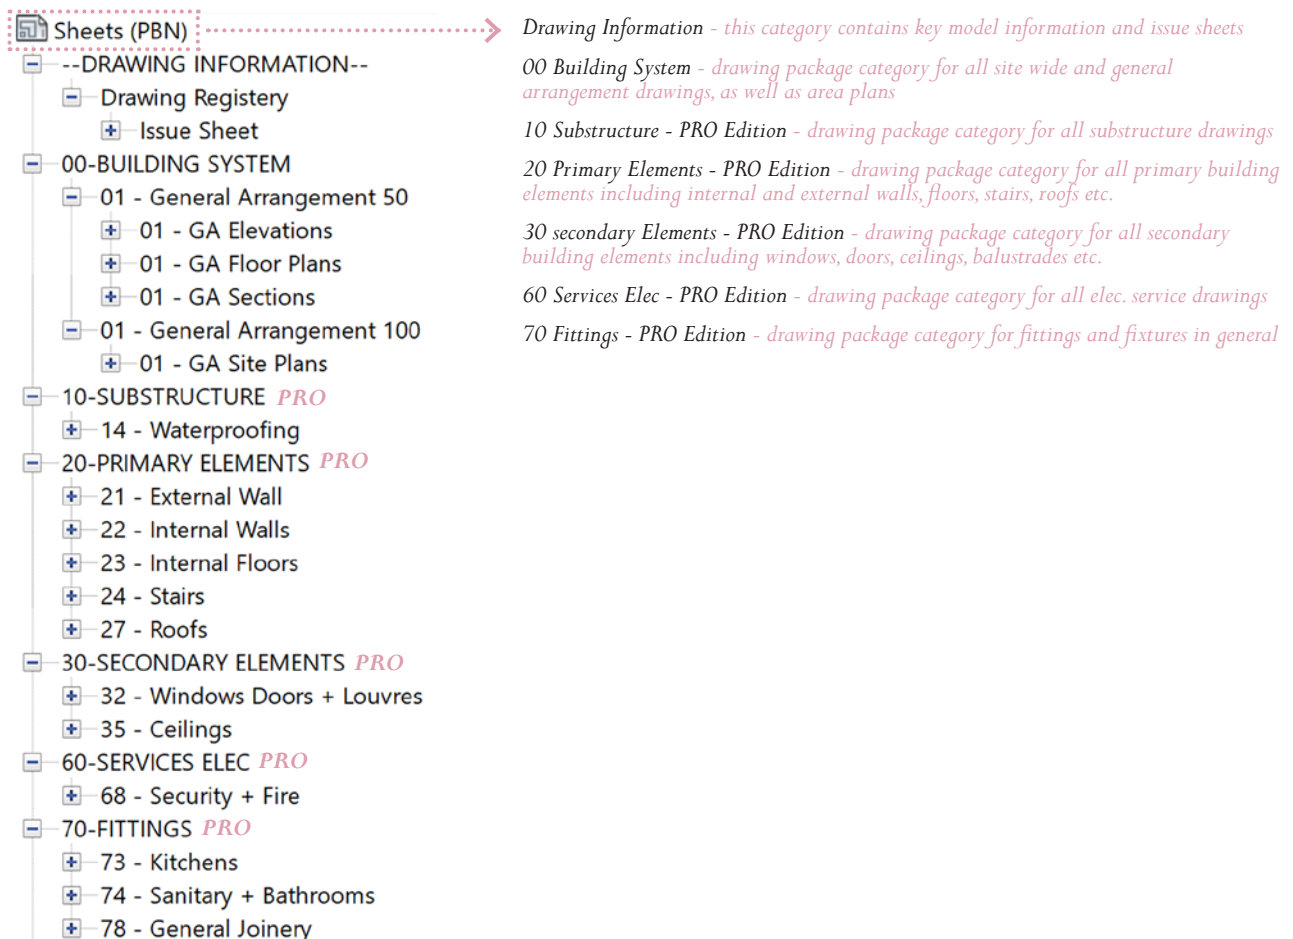 Sheets (PBN)
--DRAWING INFORMATION--
Drawing Registery
Issue Sheet
00-BUILDING SYSTEM
01 - General Arrangement 50
01 - GA Elevations
01 - GA Floor Plans
01 - GA Sections
01 - General Arrangement 100
01 - GA Site Plans
10-SUBSTRUCTURE PRO
14 - Waterproofing
20-PRIMARY ELEMENTS PRO
21 - External Wall
22 - Internal Walls
23 - Internal Floors
24 - Stairs
27 - Roofs
30-SECONDARY ELEMENTS PRO
32 - Windows Doors + Louvres
35 - Ceilings
60-SERVICES ELEC PRO
68 - Security + Fire
70-FITTINGS PRO
73 - Kitchens
74 - Sanitary + Bathrooms
78 - General Joinery
Drawing Information - this category contains key model information and issue sheets
00 Building System - drawing package category for all site wide and general
arrangement drawings, as well as area plans
10 Substructure - PRO Edition - drawing package category for all substructure drawings
20 Primary Elements - PRO Edition - drawing package category for all primary building
elements including internal and external walls, floors, stairs, roofs etc.
30 secondary Elements - PRO Edition - drawing package category for all secondary
building elements including windows, doors, ceilings, balustrades etc.
60 Services Elec - PRO Edition - drawing package category for all elec. service drawings
70 Fittings - PRO Edition - drawing package category for fittings and fixtures in general